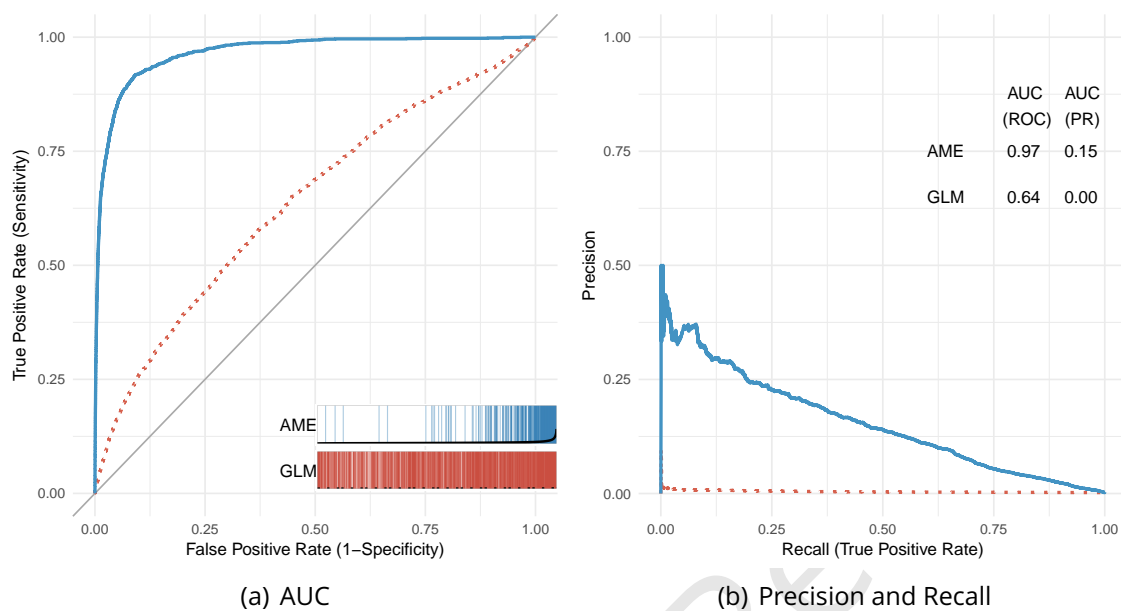 1.00
0.75
0.50
0.25
0.00
True Positive Rate (Sensitivity)
AME
GLM
0.00 0.25 0.50 0.75 1.00
False Positive Rate (1−Specificity)
(a) AUC
1.00
0.75
0.50
0.25
0.00
Precision
AUC AUC
(ROC) (PR)
AME 0.97 0.15
GLM 0.64 0.00
0.00 0.25 0.50 0.75 1.00
Recall (True Positive Rate)
(b) Precision and Recall